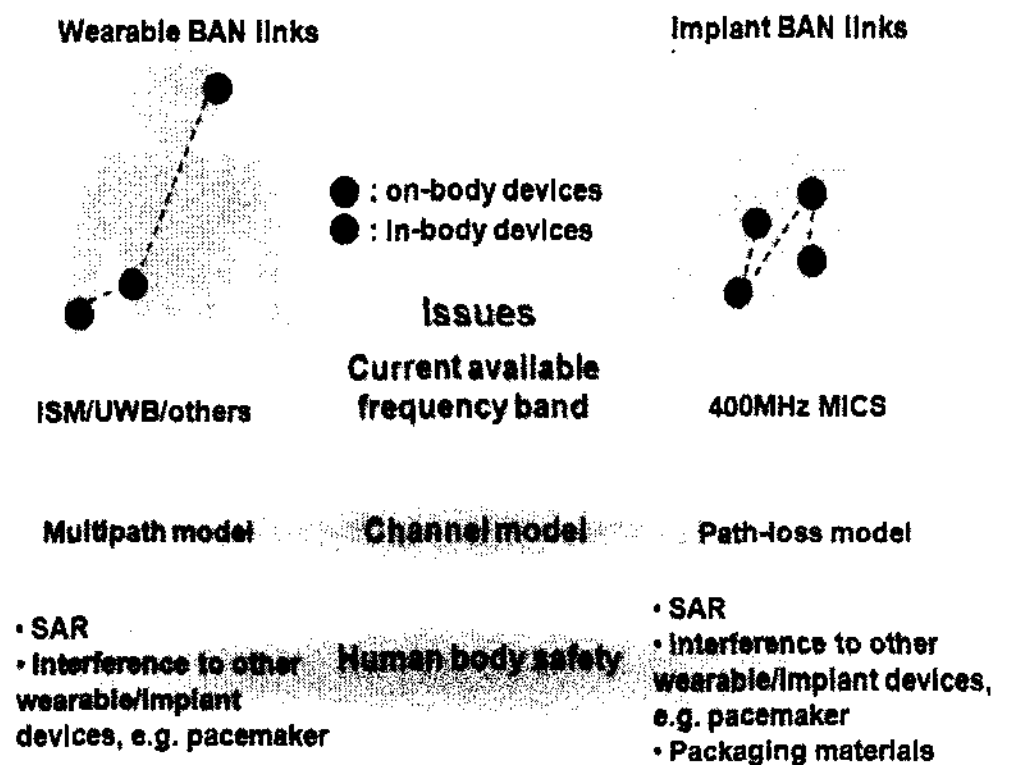 Wearable BAN links
Implant BAN links
: on-body devices
: In-body devices
Issues
Current available
frequency band
ISM/UWB/others
400MHz MICS
Multipath model
Channel model
Path-loss model
• SAR
• Interference to other
wearable/implant
devices, e.g. pacemaker
Human body safety
• SAR
• Interference to other
wearable/implant devices,
e.g. pacemaker
• Packaging materials